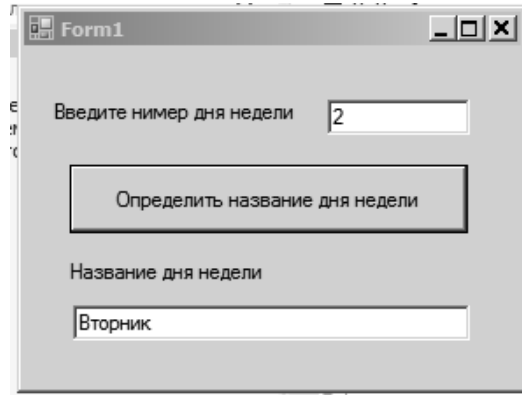 Form1
Введите нимер дня недели 2
Определить название дня недели
Название дня недели
Вторник